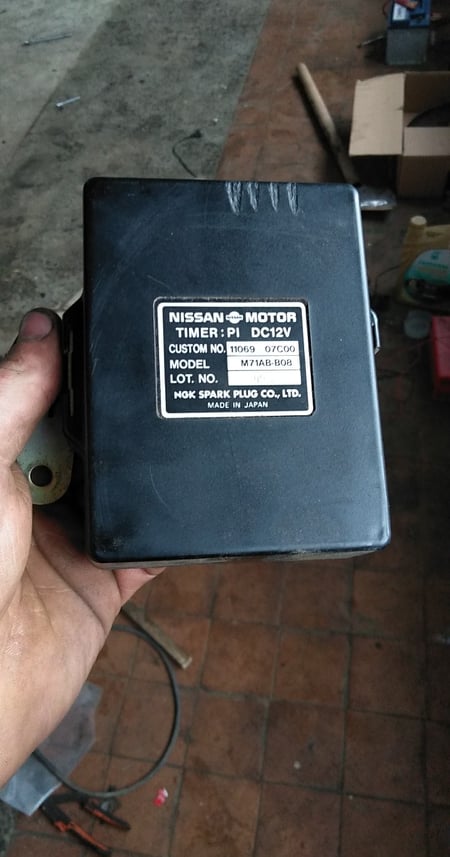 NISSAN MOTOR
TIMER: PI DC12V
CUSTOM NO. 11069 07C00
MODEL M71AB-B08
LOT. NO.
NGK SPARK PLUG CO., LTD.
MADE IN JAPAN